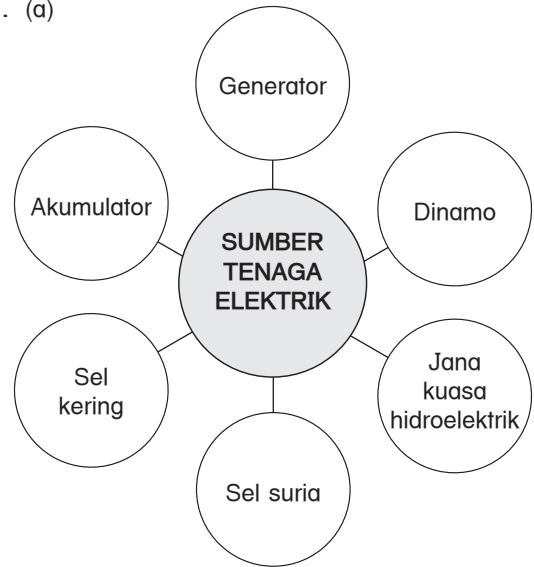 . (a)
Generator
Akumulator
Dinamo
SUMBER
TENAGA
ELEKTRIK
Sel
kering
Jana
kuasa
hidroelektrik
Sel suria